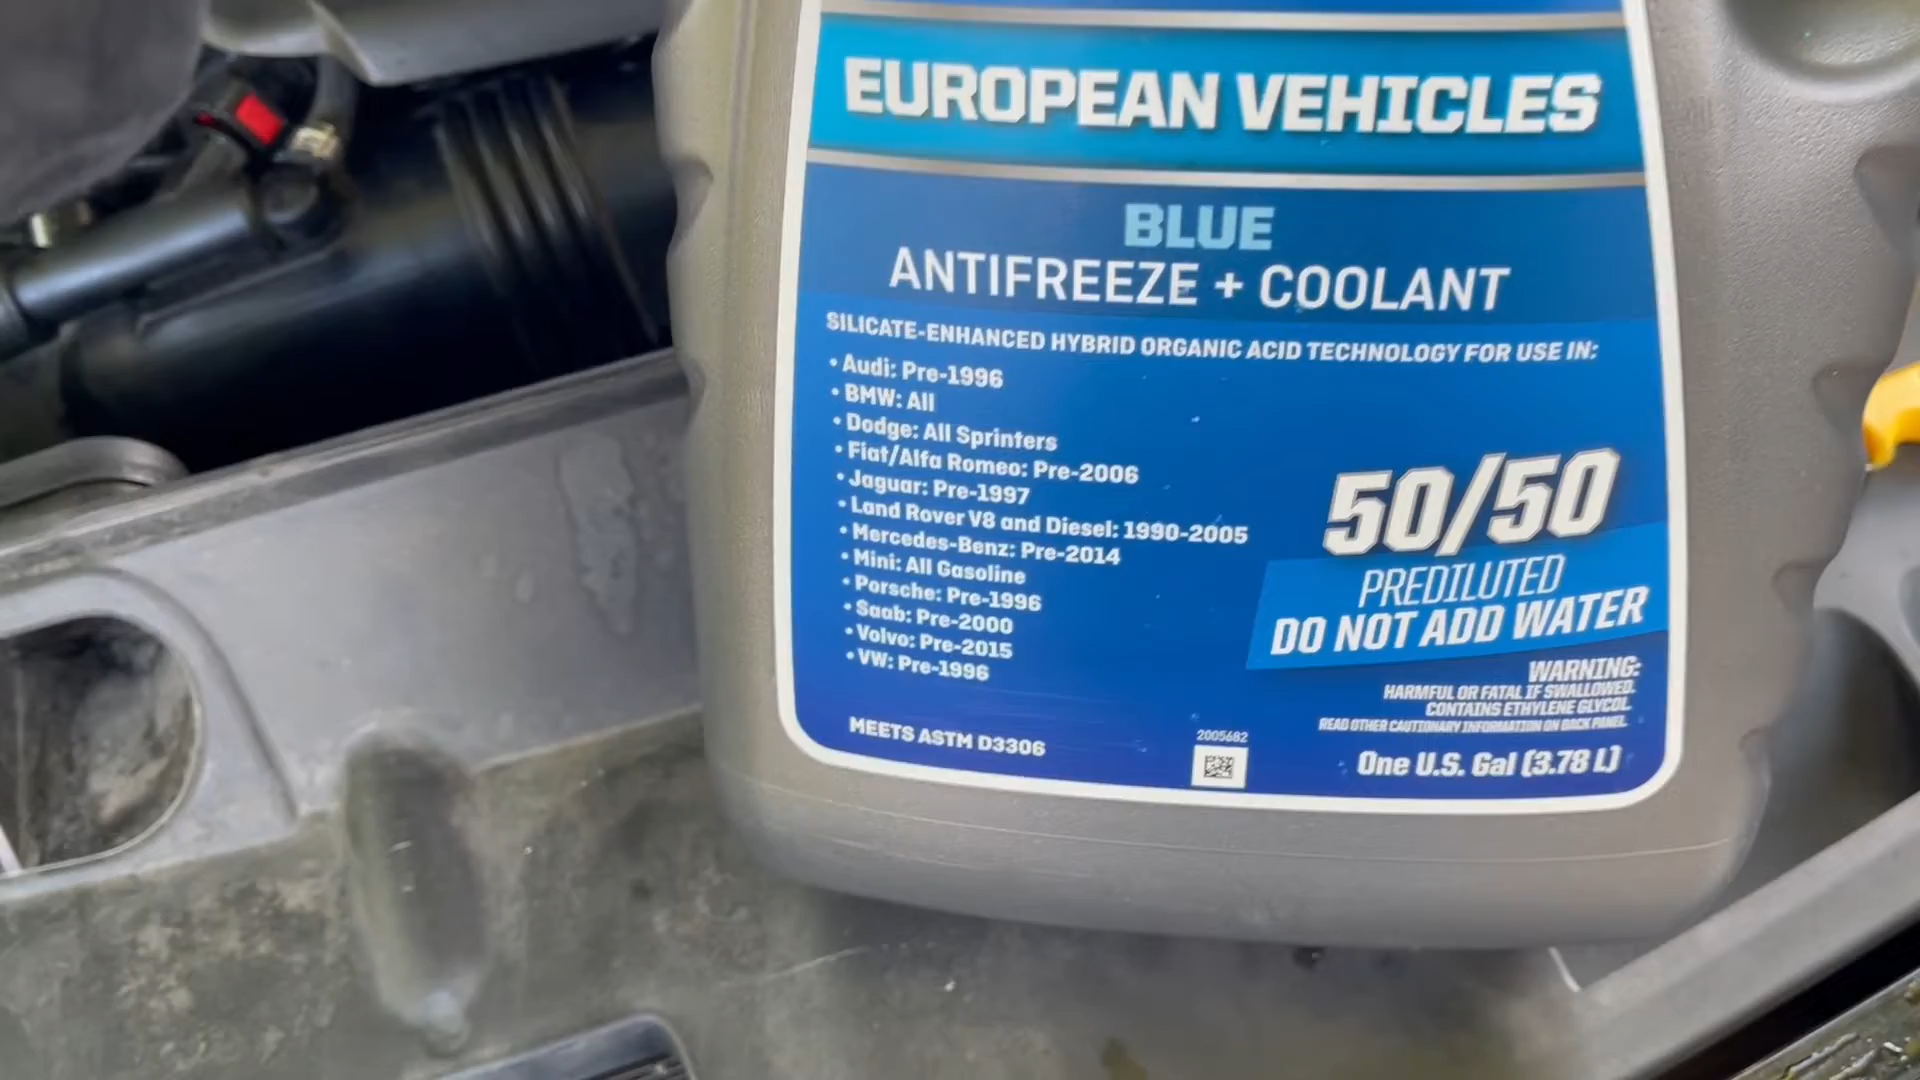 EUROPEAN VEHICLES
BLUE
ANTIFREEZE + COOLANT
SILICATE-ENHANCED HYBRID ORGANIC ACID TECHNOLOGY FOR USE IN:
• Audi: Pre-1996
• BMW: All
• Dodge: All Sprinters
• Fiat/Alfa Romeo: Pre-2006
• Jaguar: Pre-1997
• Land Rover V8 and Diesel: 1990-2005
• Mercedes-Benz: Pre-2014
• Mini: All Gasoline
• Porsche: Pre-1996
• Saab: Pre-2000
• Volvo: Pre-2015
• VW: Pre-1996
50/50
PREDILUTED
DO NOT ADD WATER
WARNING:
HARMFUL OR FATAL IF SWALLOWED.
CONTAINS ETHYLENE GLYCOL.
READ OTHER CAUTIONARY INFORMATION ON BACK PANEL.
MEETS ASTM D3306
2005682
One U.S. Gal (3.78 L)